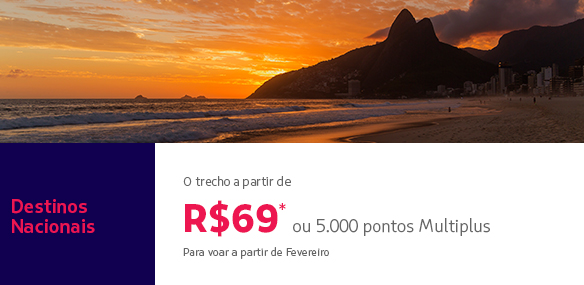 Destinos
Nacionais
O trecho a partir de
R$69* ou 5.000 pontos Multiplus
Para voar a partir de Fevereiro